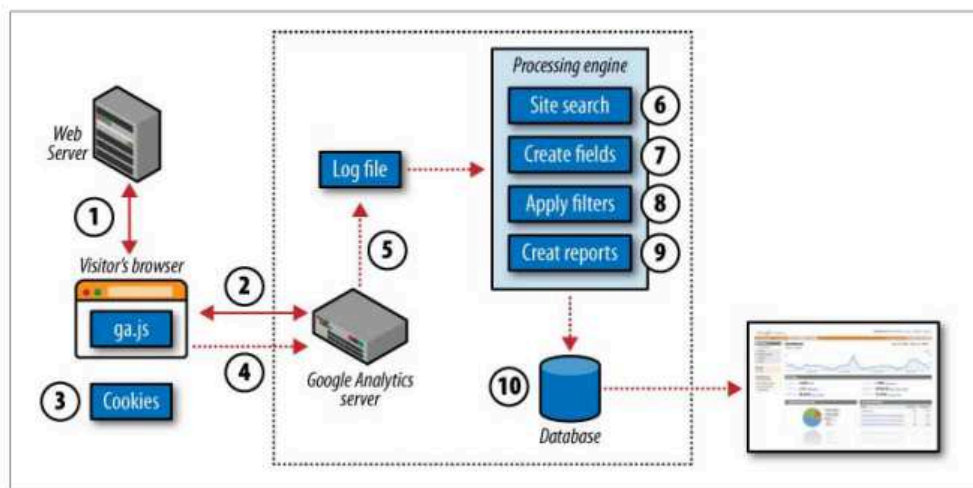 Processing engine
Site search
6
Web
Server
Create fields
7
Log file
Apply filters
8
1
5
Creat reports
9
Visitor's browser
2
ga.js
4
Google Analytics
server
10
3
Cookies
Database